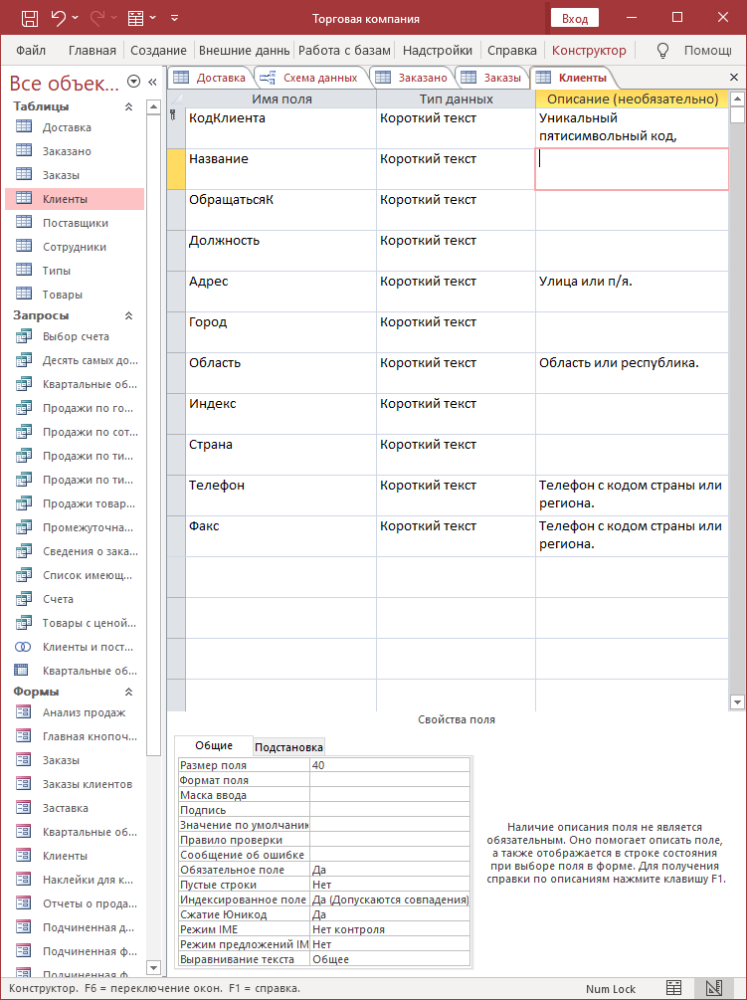 Торговая компания
Вход
Файл Главная Создание Внешние даннь Работа с базам Надстройки Справка Конструктор Помощ
Все объек...
Таблицы
Доставка
Заказано
Заказы
Клиенты
Поставщики
Сотрудники
Типы
Товары
Запросы
Выбор счета
Десять самых до...
Квартальные об...
Продажи по го...
Продажи по сот...
Продажи по ти...
Продажи по ти...
Продажи товар...
Промежуточна...
Сведения о зака...
Список имеющ...
Счета
Товары с ценой...
Клиенты и пост...
Квартальные об...
Формы
Анализ продаж
Главная кнопоч...
Заказы
Заказы клиентов
Заставка
Квартальные об...
Клиенты
Наклейки для к...
Отчеты о прода...
Подчиненная д...
Подчиненная ф...
Подчиненная ф...
Доставка Схема данных Заказано Заказы Клиенты
Имя поля Тип данных Описание (необязательно)
КодКлиента Короткий текст Уникальный
пятисимвольный код,
Название Короткий текст
ОбращатьсяК Короткий текст
Должность Короткий текст
Адрес Короткий текст Улица или п/я.
Город Короткий текст
Область Короткий текст Область или республика.
Индекс Короткий текст
Страна Короткий текст
Телефон Короткий текст Телефон с кодом страны или
региона.
Факс Короткий текст Телефон с кодом страны или
региона.
Свойства поля
Общие Подстановка
Размер поля 40
Формат поля
Маска ввода
Подпись
Значение по умолчани
Правило проверки
Сообщение об ошибке
Обязательное поле Да
Пустые строки Нет
Индексированное поле Да (Допускаются совпадения)
Сжатие Юникод Да
Режим IME Нет контроля
Режим предложений IM Нет
Выравнивание текста Общее
Наличие описания поля не является
обязательным. Оно помогает описать поле,
а также отображается в строке состояния
при выборе поля в форме. Для получения
справки по описаниям нажмите клавишу F1.
Конструктор. F6 = переключение окон. F1 = справка.
Num Lock